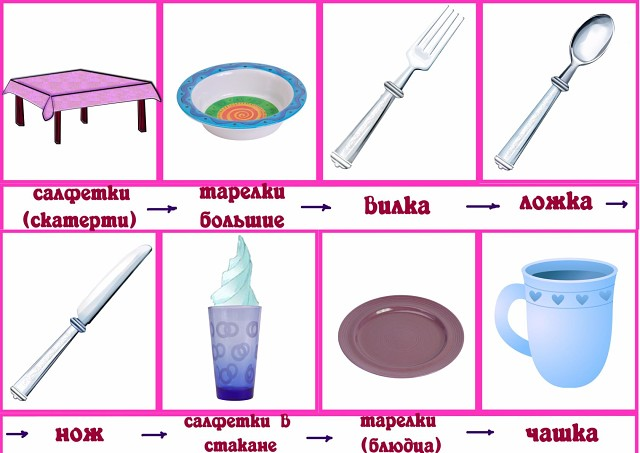 салфетки
(скатерти)
тарелки
большие
вилка
ложка
нож
салфетки в
стакане
тарелки
(блюдца)
чашка